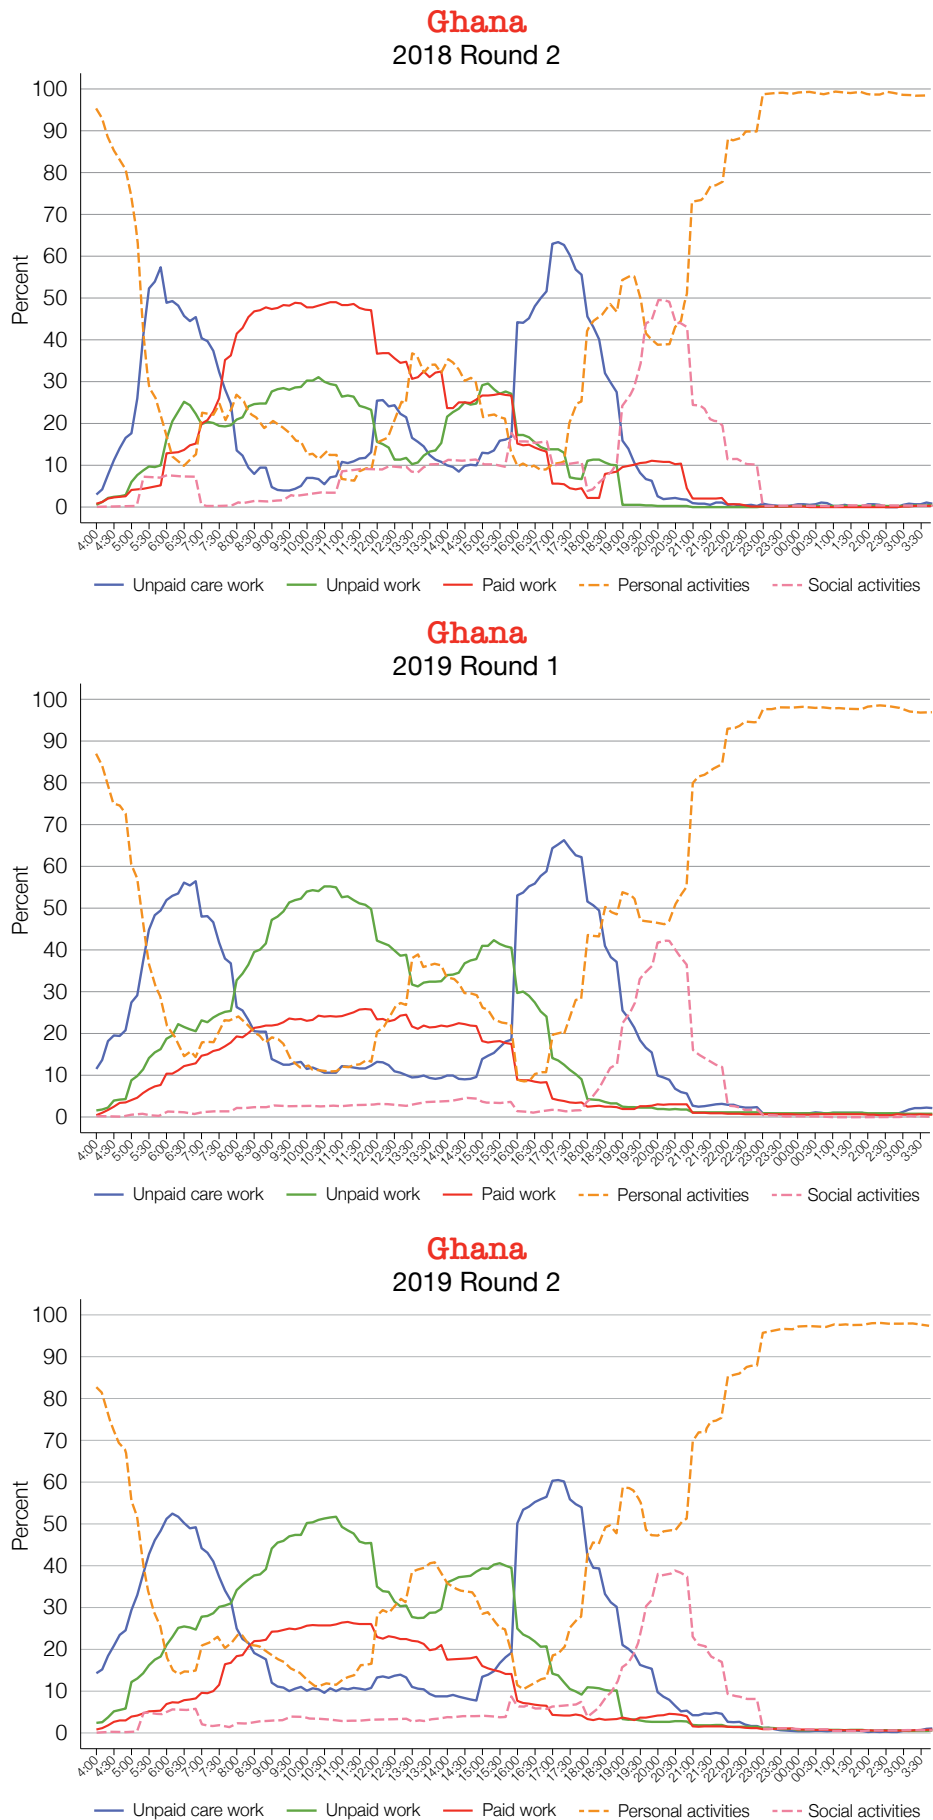 Ghana
2018 Round 2
100
90
80
70
60
50
40
30
20
10
0
Percent
4:00 4:30 5:00 5:30 6:00 6:30 7:00 7:30 8:00 8:30 9:00 9:30 10:00 10:30 11:00 11:30 12:00 12:30 13:00 13:30 14:00 14:30 15:00 15:30 16:00 16:30 17:00 17:30 18:00 18:30 19:00 19:30 20:00 20:30 21:00 21:30 22:00 22:30 23:00 23:30 00:00 00:30 1:00 1:30 2:00 2:30 3:00 3:30
Unpaid care work Unpaid work Paid work Personal activities Social activities
Ghana
2019 Round 1
100
90
80
70
60
50
40
30
20
10
0
Percent
4:00 4:30 5:00 5:30 6:00 6:30 7:00 7:30 8:00 8:30 9:00 9:30 10:00 10:30 11:00 11:30 12:00 12:30 13:00 13:30 14:00 14:30 15:00 15:30 16:00 16:30 17:00 17:30 18:00 18:30 19:00 19:30 20:00 20:30 21:00 21:30 22:00 22:30 23:00 23:30 00:00 00:30 1:00 1:30 2:00 2:30 3:00 3:30
Unpaid care work Unpaid work Paid work Personal activities Social activities
Ghana
2019 Round 2
100
90
80
70
60
50
40
30
20
10
0
Percent
4:00 4:30 5:00 5:30 6:00 6:30 7:00 7:30 8:00 8:30 9:00 9:30 10:00 10:30 11:00 11:30 12:00 12:30 13:00 13:30 14:00 14:30 15:00 15:30 16:00 16:30 17:00 17:30 18:00 18:30 19:00 19:30 20:00 20:30 21:00 21:30 22:00 22:30 23:00 23:30 00:00 00:30 1:00 1:30 2:00 2:30 3:00 3:30
Unpaid care work Unpaid work Paid work Personal activities Social activities